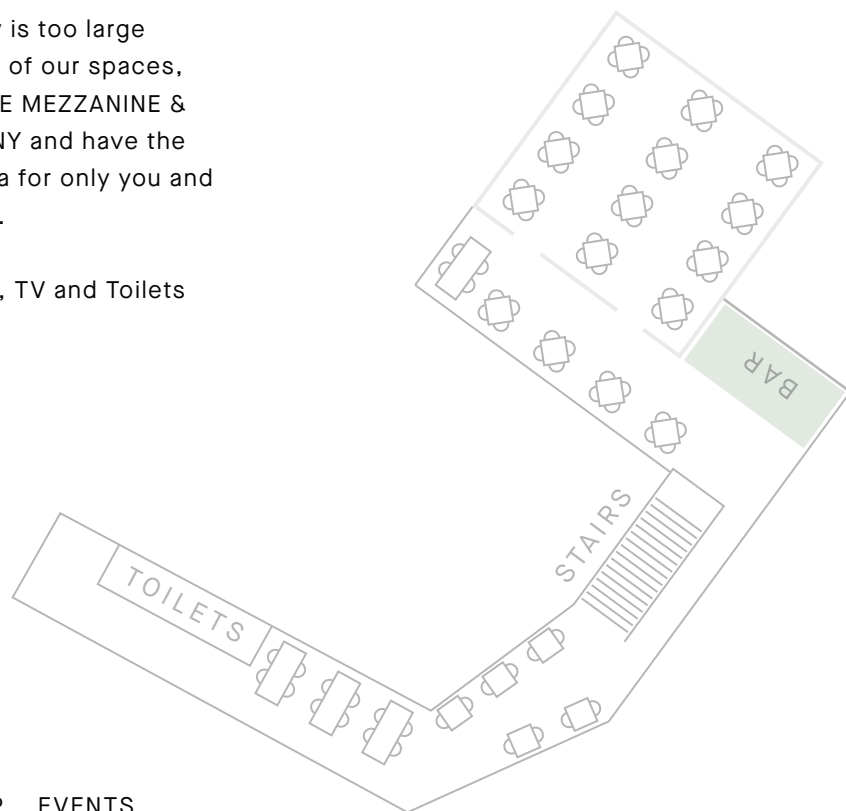 is too large
of our spaces,
MEZZANINE &
and have the
for only you and
, TV and Toilets
BAR
STAIRS
TOILETS
EVENTS